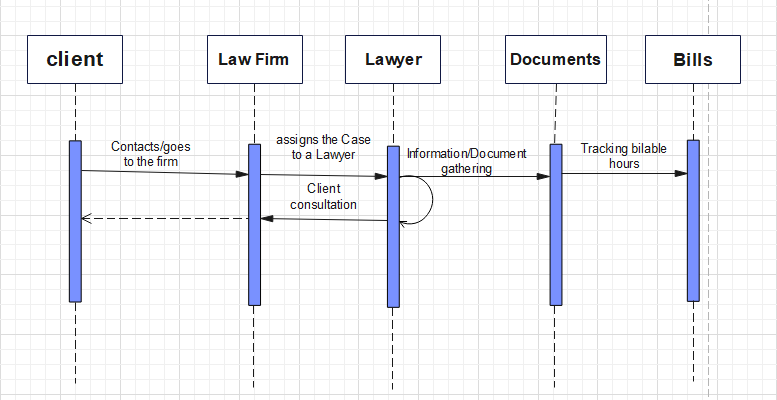 client
Law Firm
Lawyer
Documents
Bills
Contacts/goes
to the firm
assigns the Case
to a Lawyer
Information/Document
gathering
Tracking bilable
hours
Client
consultation